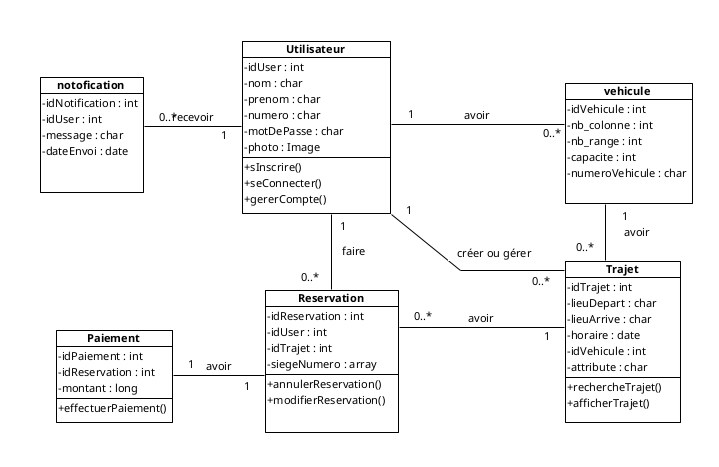 Utilisateur
-idUser : int
-nom : char
-prenom : char
-numero : char
-motDePasse : char
-photo : Image
+sInscrire()
+seConnecter()
+gererCompte()
notofication
-idNotification : int
-idUser : int
-message : char
-dateEnvoi : date
0..*
recevoir
1
vehicule
-idVehicule : int
-nb_colonne : int
-nb_range : int
-capacite : int
-numeroVehicule : char
1
avoir
0..*
1
avoir
0..*
1
créer ou gérer
0..*
1
faire
0..*
Trajet
-idTrajet : int
-lieuDepart : char
-lieuArrive : char
-horaire : date
-idVehicule : int
-attribute : char
+rechercheTrajet()
+afficherTrajet()
Reservation
-idReservation : int
-idUser : int
-idTrajet : int
-siegeNumero : array
+annulerReservation()
+modifierReservation()
0..*
avoir
1
Paiement
-idPaiement : int
-idReservation : int
-montant : long
+effectuerPaiement()
1
avoir
1